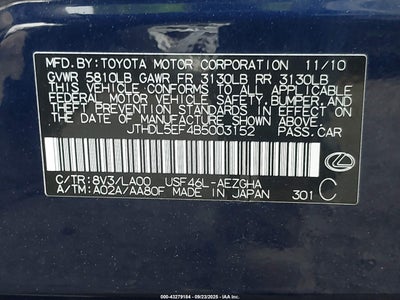 MFD.BY:TOYOTA MOTOR CORPORATION 11/10
GVWR 5810LB GAWR FR 3130LB RR 3130LB
THIS VEHICLE CONFORMS TO ALL APPLICABLE
FEDERAL MOTOR VEHICLE SAFETY, BUMPER, AND
THEFT PREVENTION STANDARDS IN EFFECT ON THE
DATE OF MANUFACTURE SHOWN ABOVE.
JTHDL5EF4B5003152 PASS.CAR
C/TR:8V3/LA00 USF46L-AEZGHA
A/TM:A02A/AA80F MADE IN JAPAN 301 C
000-43279184 - 09/23/2025 - IAA, Inc.